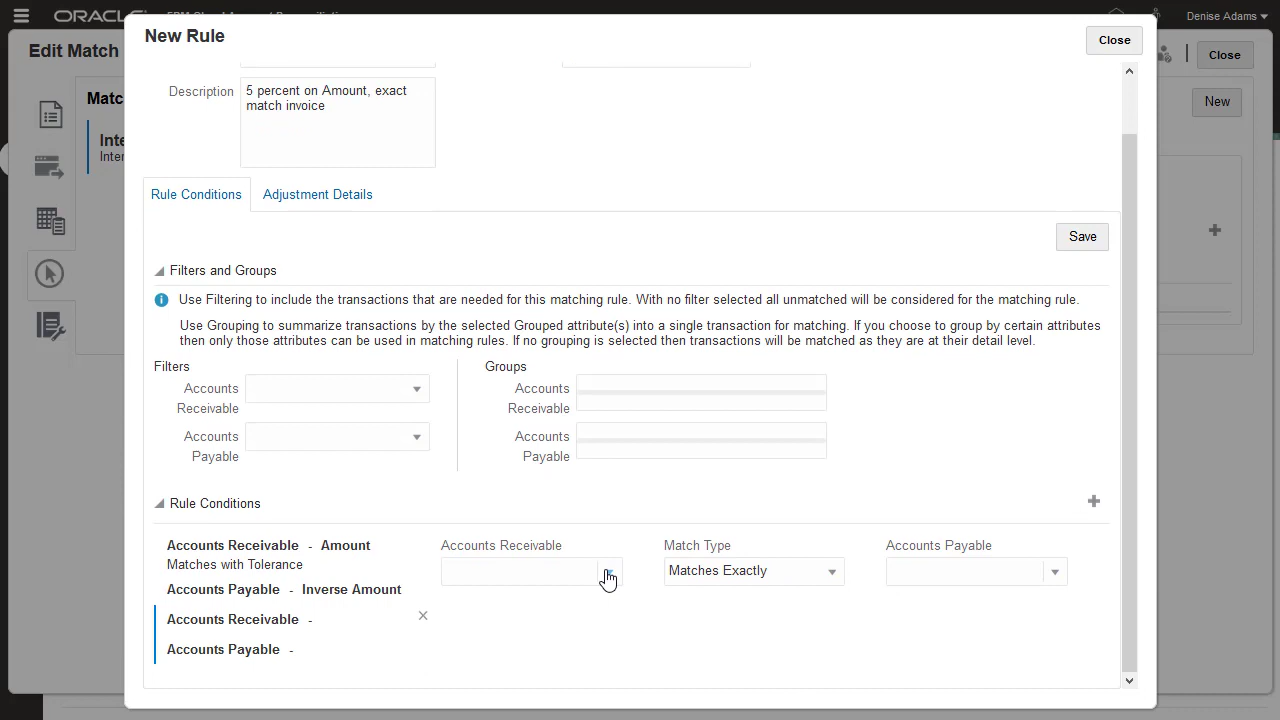 ORACLE
Denise Adams
New Rule
Close
Edit Match
Close
Description
5 percent on Amount, exact
match invoice
Matc
New
Inte
Inter
Rule Conditions
Adjustment Details
Save
Filters and Groups
Use Filtering to include the transactions that are needed for this matching rule. With no filter selected all unmatched will be considered for the matching rule.
Use Grouping to summarize transactions by the selected Grouped attribute(s) into a single transaction for matching. If you choose to group by certain attributes
then only those attributes can be used in matching rules. If no grouping is selected then transactions will be matched as they are at their detail level.
Filters
Groups
Accounts
Receivable
Accounts
Receivable
Accounts
Payable
Accounts
Payable
Rule Conditions
Accounts Receivable - Amount
Matches with Tolerance
Accounts Payable - Inverse Amount
Accounts Receivable -
Accounts Payable -
Accounts Receivable
Match Type
Accounts Payable
Matches Exactly